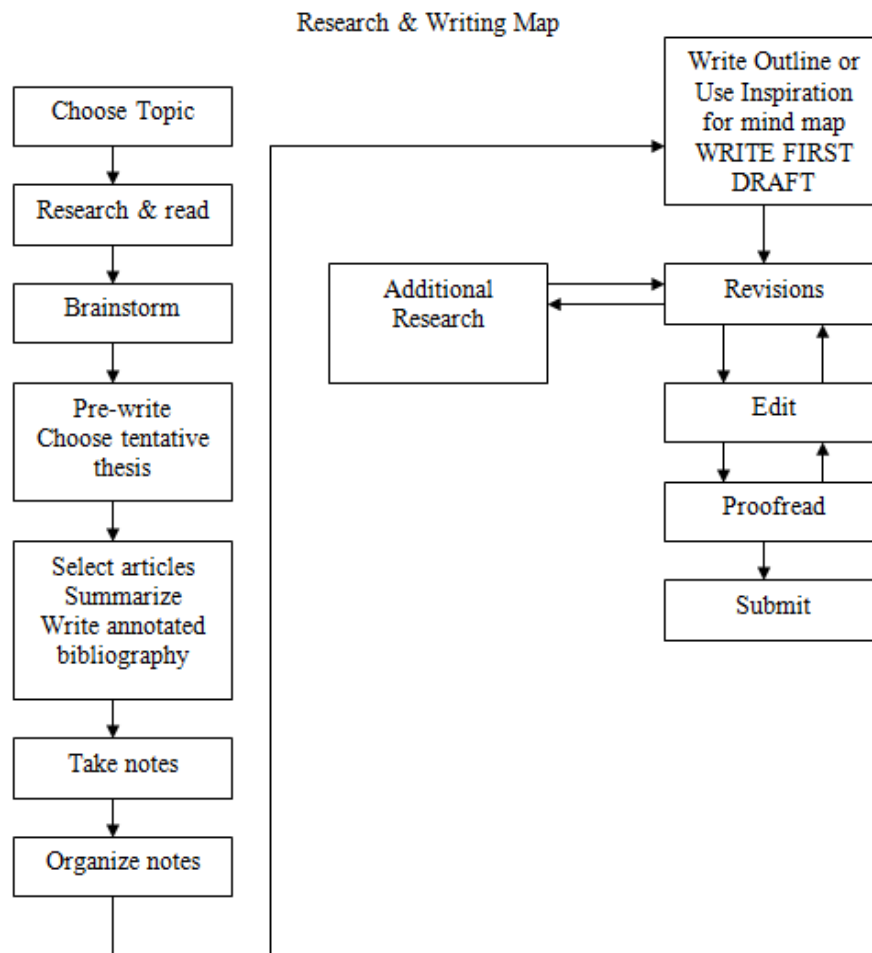 Research & Writing Map
Choose Topic
Research & read
Brainstorm
Pre-write
Choose tentative
thesis
Select articles
Summarize
Write annotated
bibliography
Take notes
Organize notes
Write Outline or
Use Inspiration
for mind map
WRITE FIRST
DRAFT
Additional
Research
Revisions
Edit
Proofread
Submit